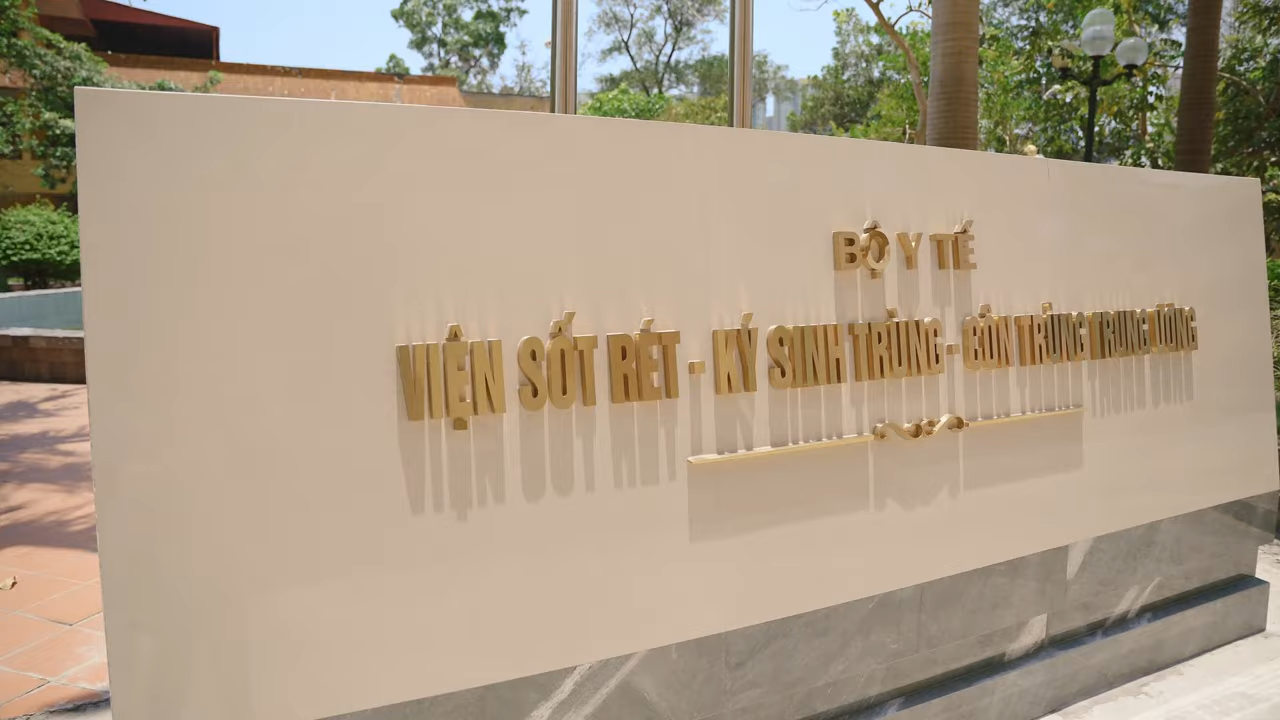 BỘ Y TẾ
VIỆN SỐT RÉT - KÝ SINH TRÙNG - CÔN TRÙNG TRUNG ƯƠNG